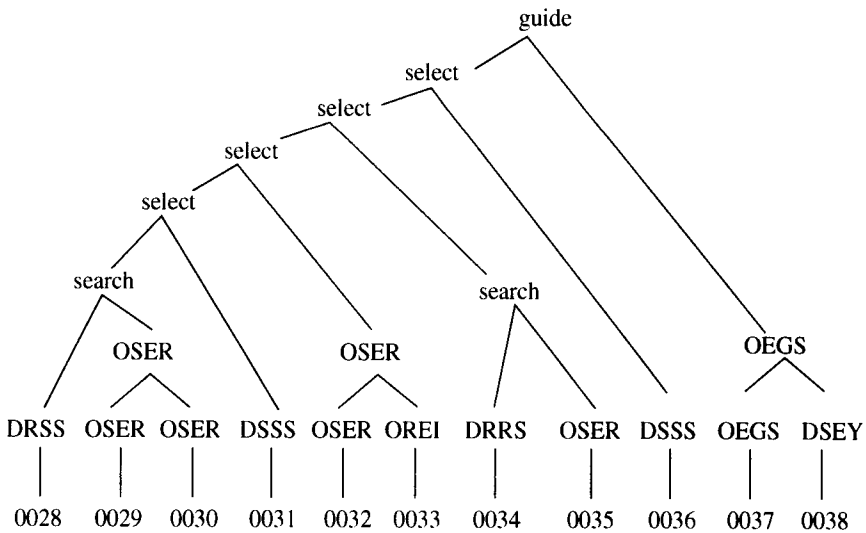 guide
select
select
select
select
search
search
OSER OSER OEGS
DRSS OSER OSER DSSS OSER OREI DRRS OSER DSSS OEGS DSEY
0028 0029 0030 0031 0032 0033 0034 0035 0036 0037 0038